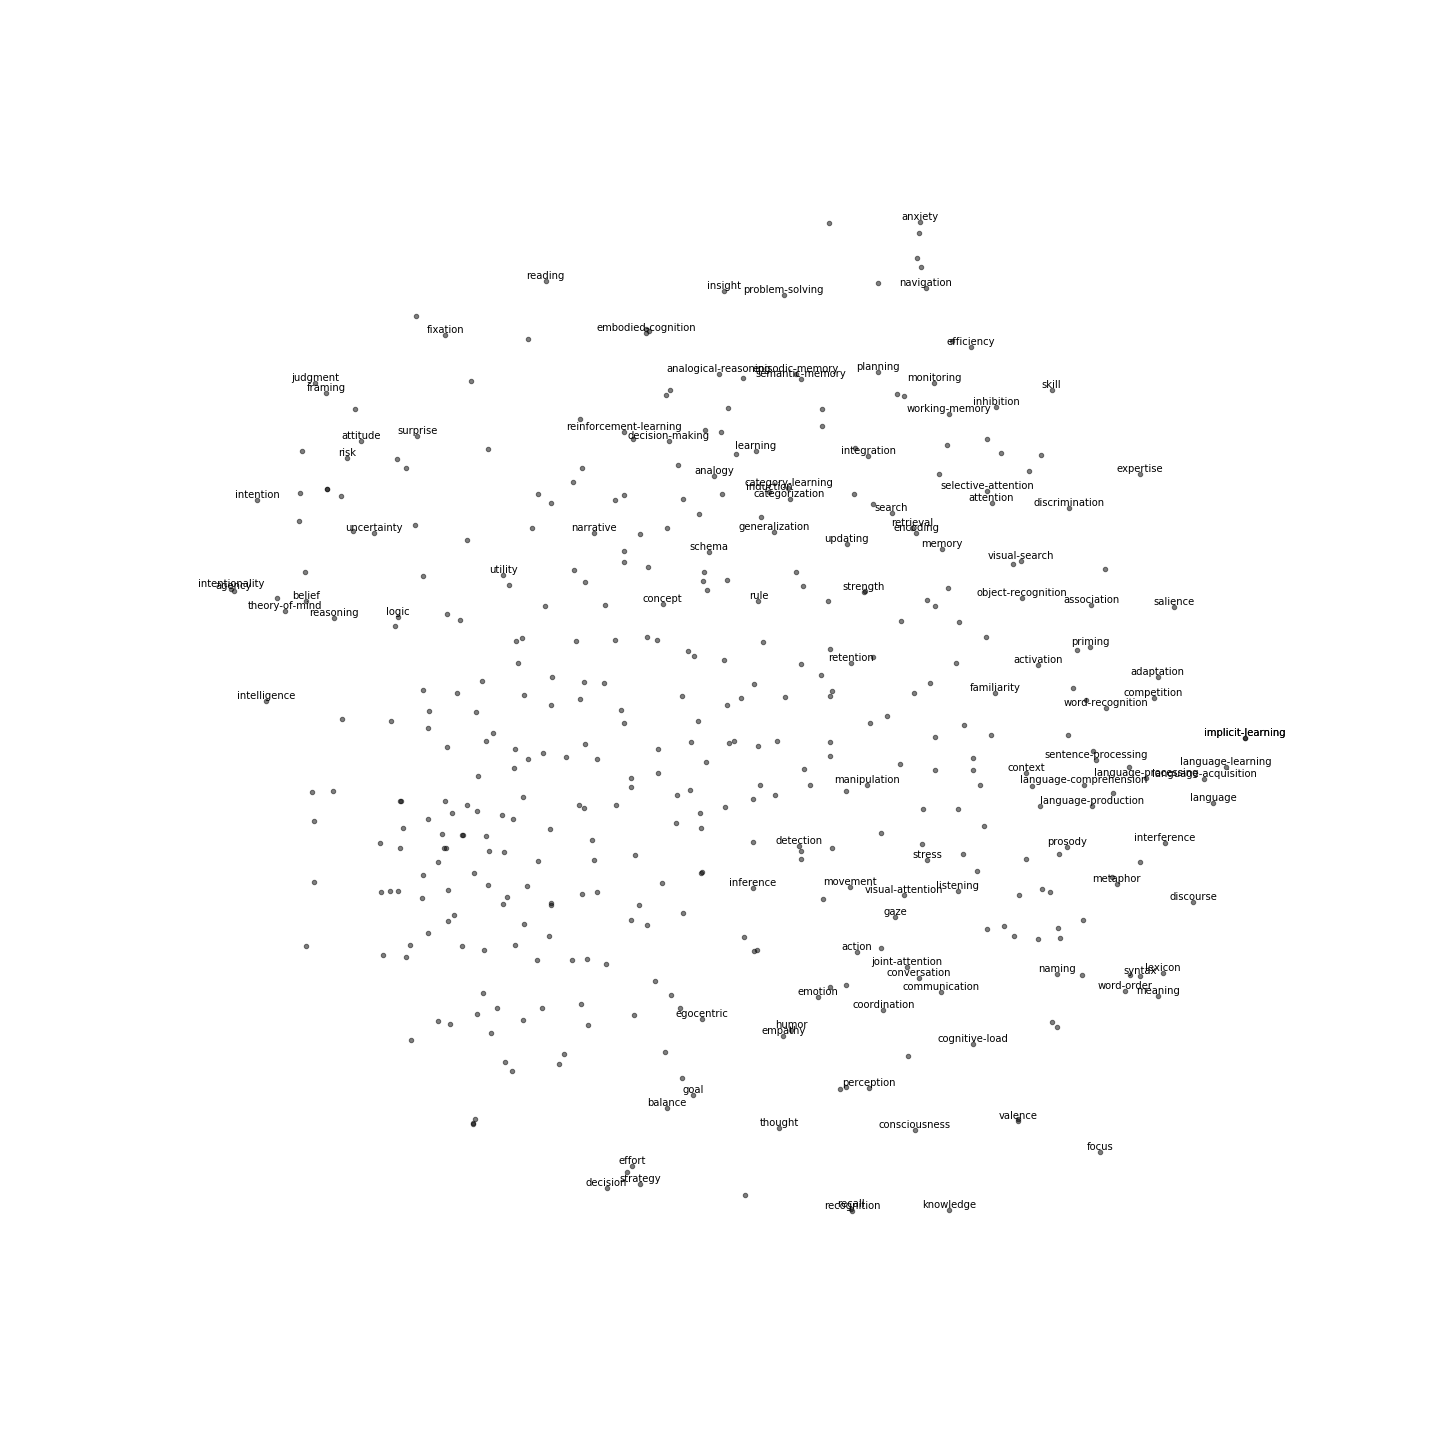 anxiety
reading
navigation
insight
problem-solving
embodied-cognition
fixation
efficiency
analogical-reasoning
episodic-memory
semantic-memory
planning
judgment
monitoring
framing
skill
inhibition
working-memory
reinforcement-learning
surprise
attitude
decision-making
learning
integration
risk
analogy
expertise
category-learning
induction
categorization
selective-attention
attention
intention
discrimination
search
uncertainty
narrative
generalization
retrieval
encoding
updating
schema
memory
visual-search
utility
intentionality
agency
strength
belief
concept
rule
object-recognition
association
salience
theory-of-mind
reasoning
logic
priming
retention
activation
adaptation
intelligence
familiarity
competition
word-recognition
implicit-learning
sentence-processing
language-learning
context
language-processing
language-acquisition
manipulation
language-comprehension
language-production
language
detection
prosody
interference
stress
inference
movement
visual-attention
listening
metaphor
discourse
gaze
action
joint-attention
conversation
naming
syntax
lexicon
communication
word-order
meaning
emotion
coordination
egocentric
humor
empathy
cognitive-load
perception
goal
balance
valence
thought
consciousness
focus
effort
decision
strategy
recall
recognition
knowledge